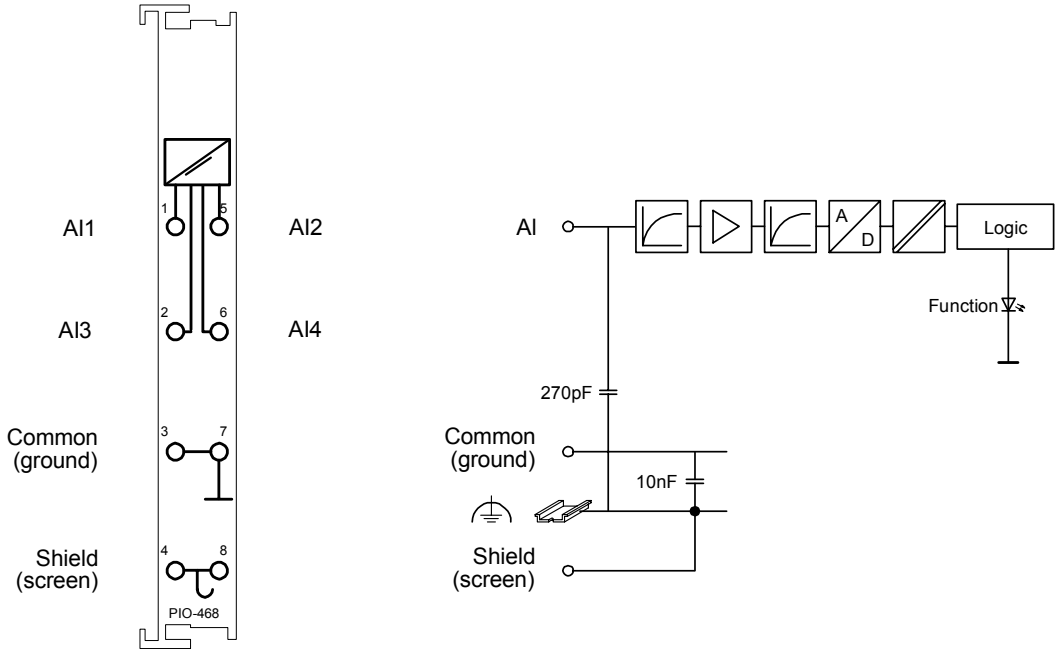 1
5
AI1
AI2
2
6
AI3
AI4
3
7
Common
(ground)
4
8
Shield
(screen)
PIO-468
AI
A
D
Logic
Function
270pF
Common
(ground)
10nF
Shield
(screen)